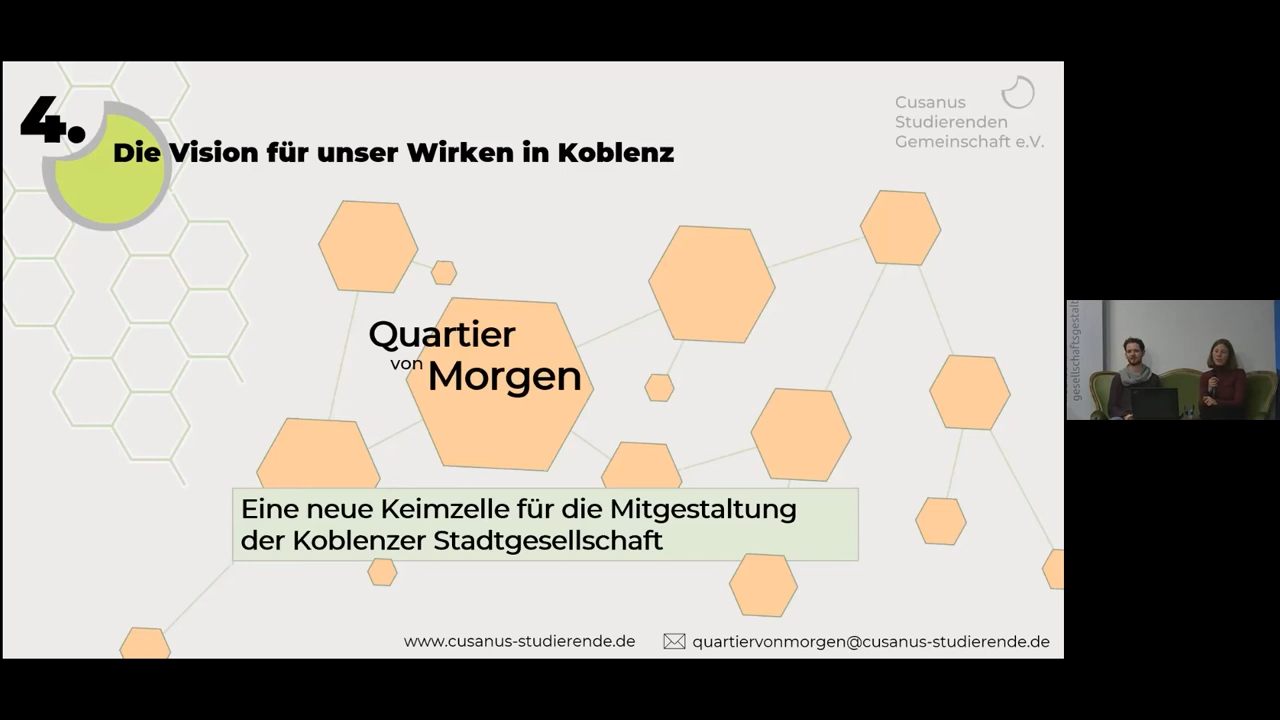 4.
Die Vision für unser Wirken in Koblenz
Cusanus
Studierenden
Gemeinschaft e.V.
Quartier
von Morgen
Eine neue Keimzelle für die Mitgestaltung
der Koblenzer Stadtgesellschaft
www.cusanus-studierende.de
quartiervonmorgen@cusanus-studierende.de
gesellschaftsgestalt